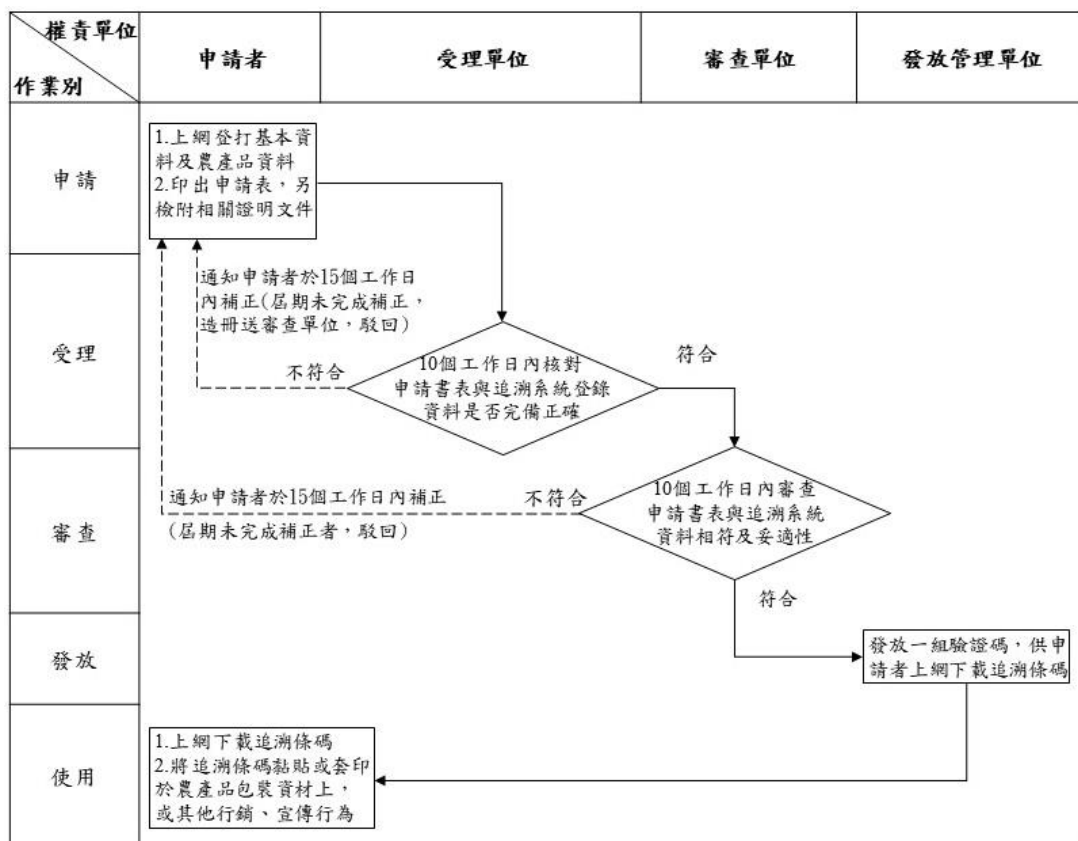 權責單位
作業別
申請者
受理單位
審查單位
發放管理單位
申請
1.上網登打基本資
料及農產品資料
2.印出申請表，另
檢附相關證明文件
受理
通知申請者於15個工作日
內補正(屆期未完成補正，
造冊送審查單位，駁回)
不符合
10個工作日內核對
申請書表與追溯系統登錄
資料是否完備正確
符合
審查
通知申請者於15個工作日內補正
(屆期未完成補正者，駁回)
不符合
10個工作日內審查
申請書表與追溯系統
資料相符及妥適性
符合
發放
發放一組驗證碼，供申
請者上網下載追溯條碼
使用
1.上網下載追溯條碼
2.將追溯條碼黏貼或套印
於農產品包裝資材上，
或其他行銷、宣傳行為